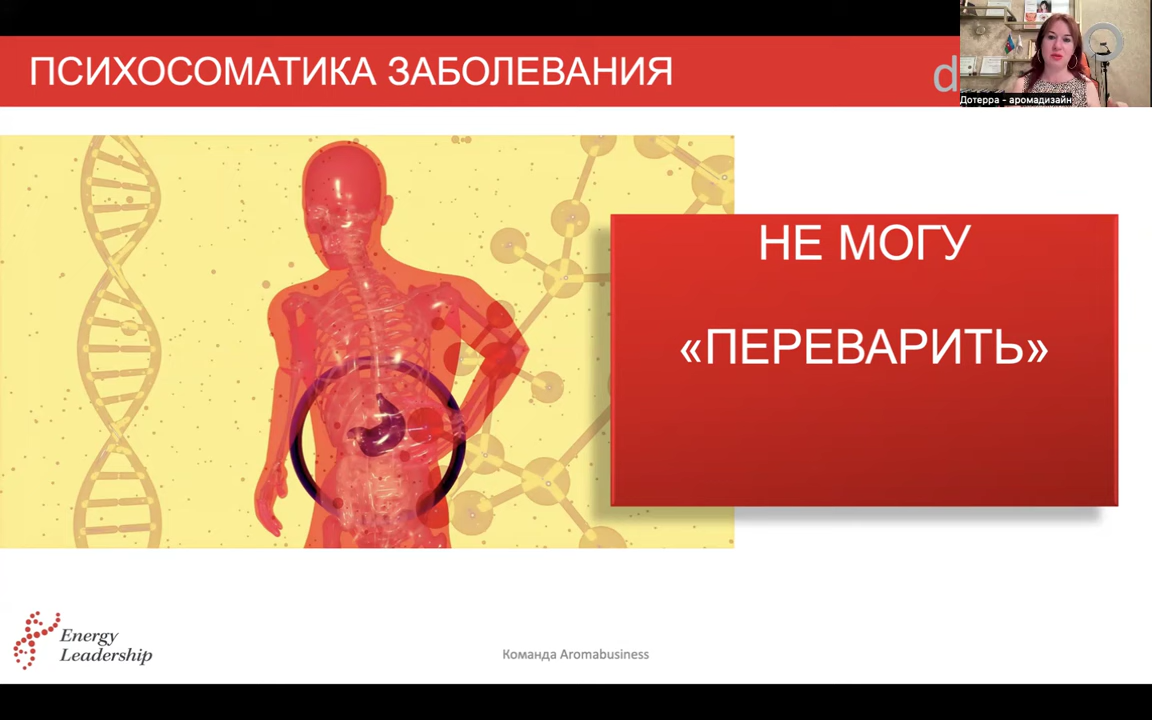 ПСИХОСОМАТИКА ЗАБОЛЕВАНИЯ
d
Дотерра - аромадизайн
НЕ МОГУ
«ПЕРЕВАРИТЬ»
Energy
Leadership
Команда Aromabusiness